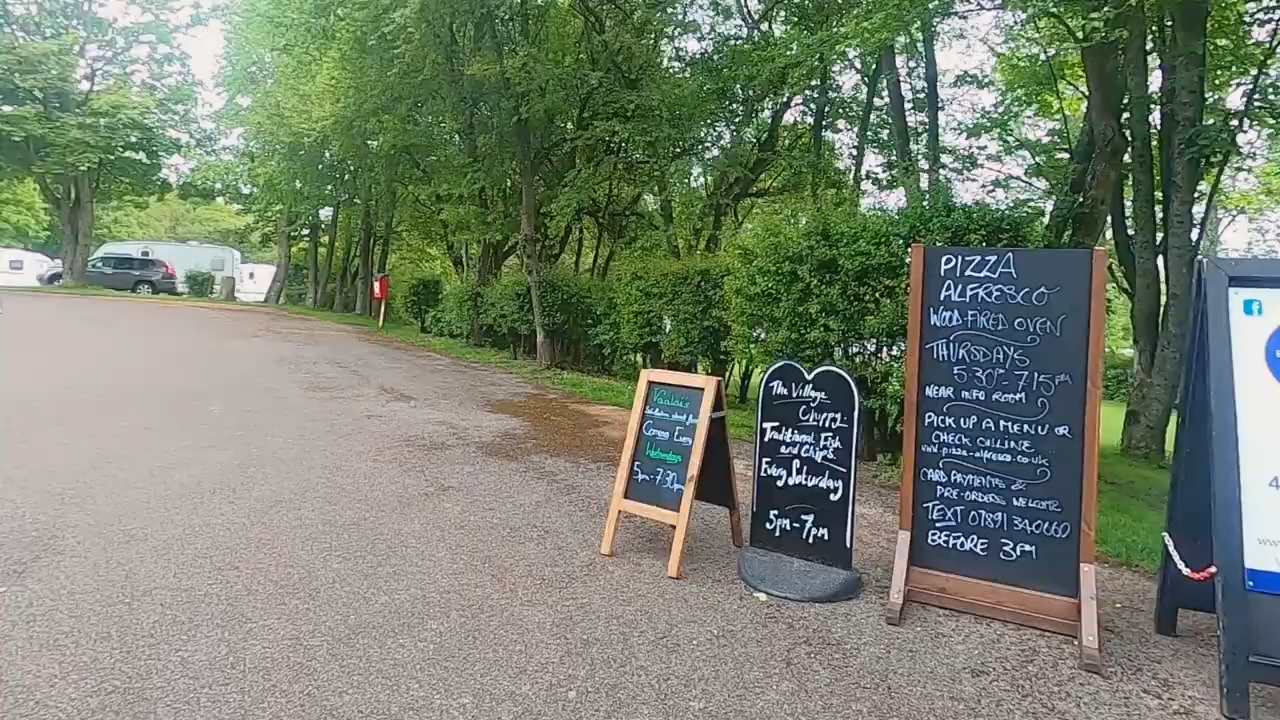 Coming Every
Wednesdays
5pm-7:30pm
The Village
Chippy.
Traditional Fish
and Chips.
Every Saturday
5pm-7pm
PIZZA
ALFRESCO
WOOD-FIRED OVEN
THURSDAYS
5:30-7:15PM
NEAR INFO ROOM
PICK UP A MENU OR
CHECK ONLINE
www.pizza-alfresco.co.uk
CARD PAYMENTS &
PRE-ORDERS WELCOME
TEXT 07891 340660
BEFORE 3PM
f
4